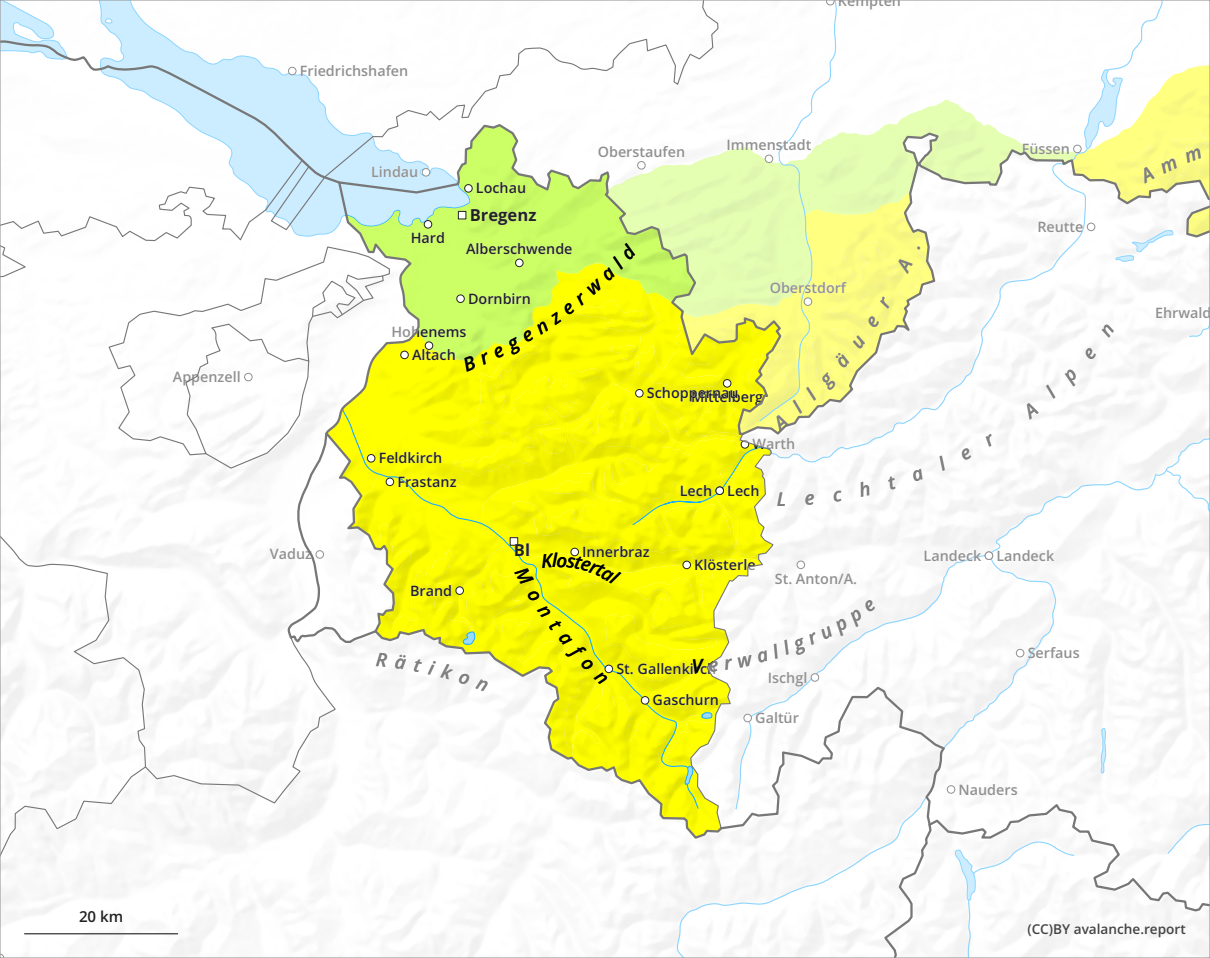 Kempten
Friedrichshafen
Immenstadt
Füssen
Oberstaufen
Amm
Lindau
Lochau
Bregenz
Reutte
Hard
Alberschwende
Oberstdorf
Dornbirn
Ehrwald
Hohenems
Bregenzerwald
Altach
Allgäuer A.
Appenzell
Schoppernau
Mittelberg
Warth
Feldkirch
Frastanz
Lech
Lech
Lechtaler Alpen
Vaduz
Bl
Innerbraz
Klostertal
Klösterle
Landeck
Landeck
St. Anton/A.
Brand
Montafon
Verwallgruppe
Rätikon
St. Gallenkirch
Serfaus
Ischgl
Gaschurn
Galtür
Nauders
20 km
(CC)BY avalanche.report